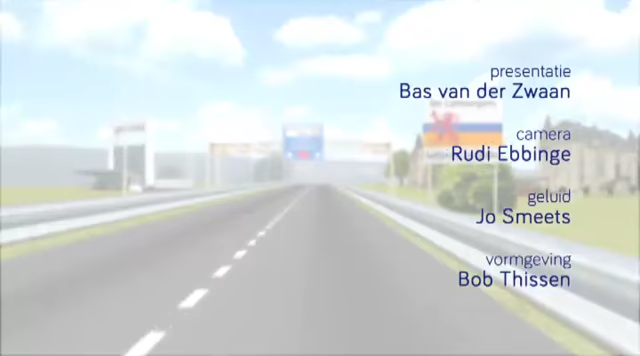 presentatie
Bas van der Zwaan
camera
Rudi Ebbinge
geluid
Jo Smeets
vormgeving
Bob Thissen